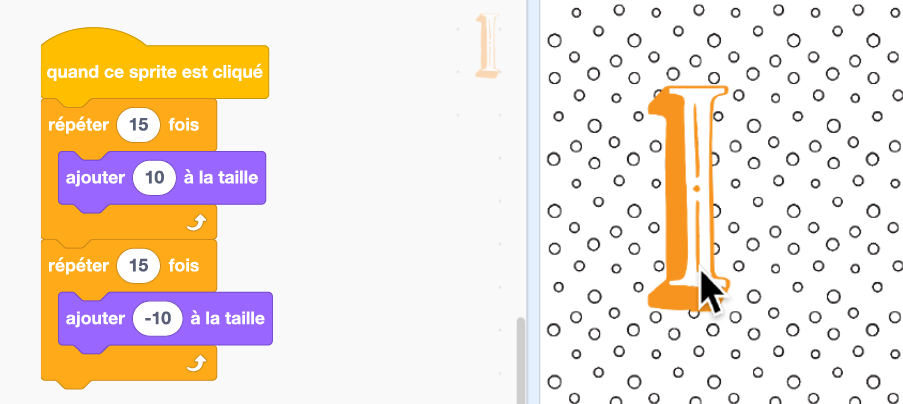 quand ce sprite est cliqué
répéter 15 fois
ajouter 10 à la taille
répéter 15 fois
ajouter -10 à la taille
1